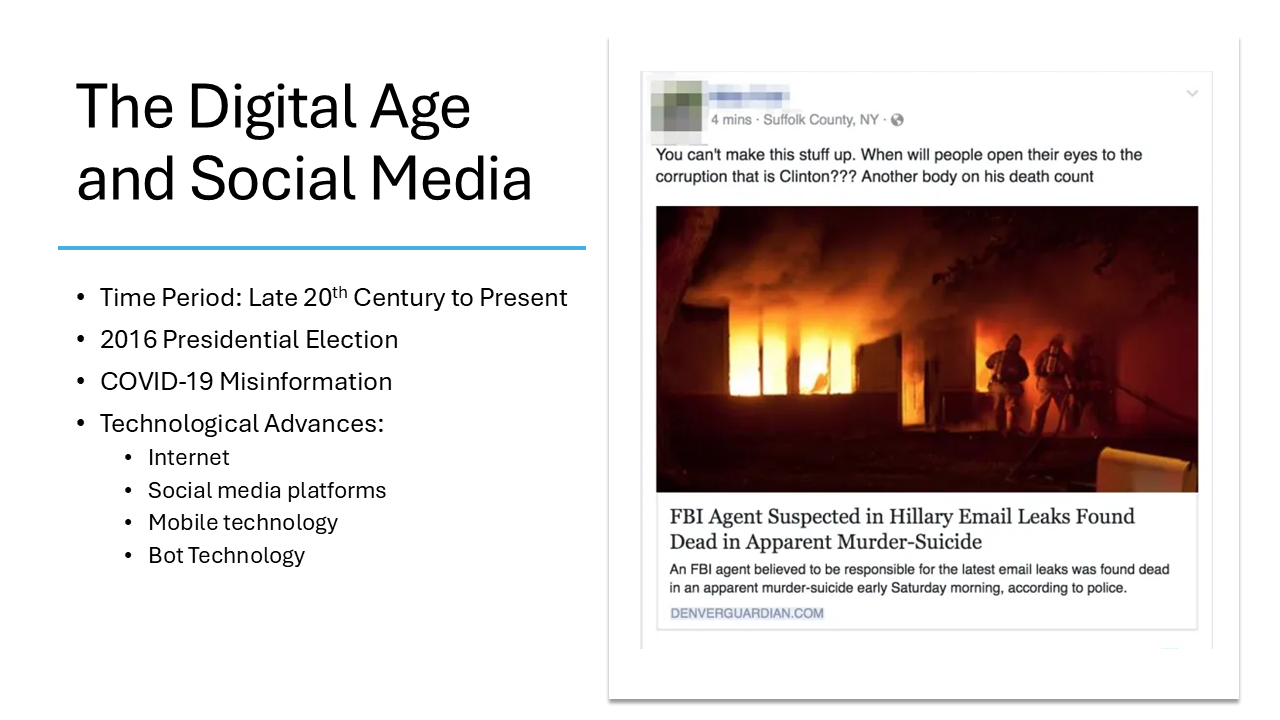 The Digital Age
and Social Media
• Time Period: Late 20th Century to Present
• 2016 Presidential Election
• COVID-19 Misinformation
• Technological Advances:
• Internet
• Social media platforms
• Mobile technology
• Bot Technology
4 mins · Suffolk County, NY ·
You can't make this stuff up. When will people open their eyes to the
corruption that is Clinton??? Another body on his death count
FBI Agent Suspected in Hillary Email Leaks Found
Dead in Apparent Murder-Suicide
An FBI agent believed to be responsible for the latest email leaks was found dead
in an apparent murder-suicide early Saturday morning, according to police.
DENVERGUARDIAN.COM